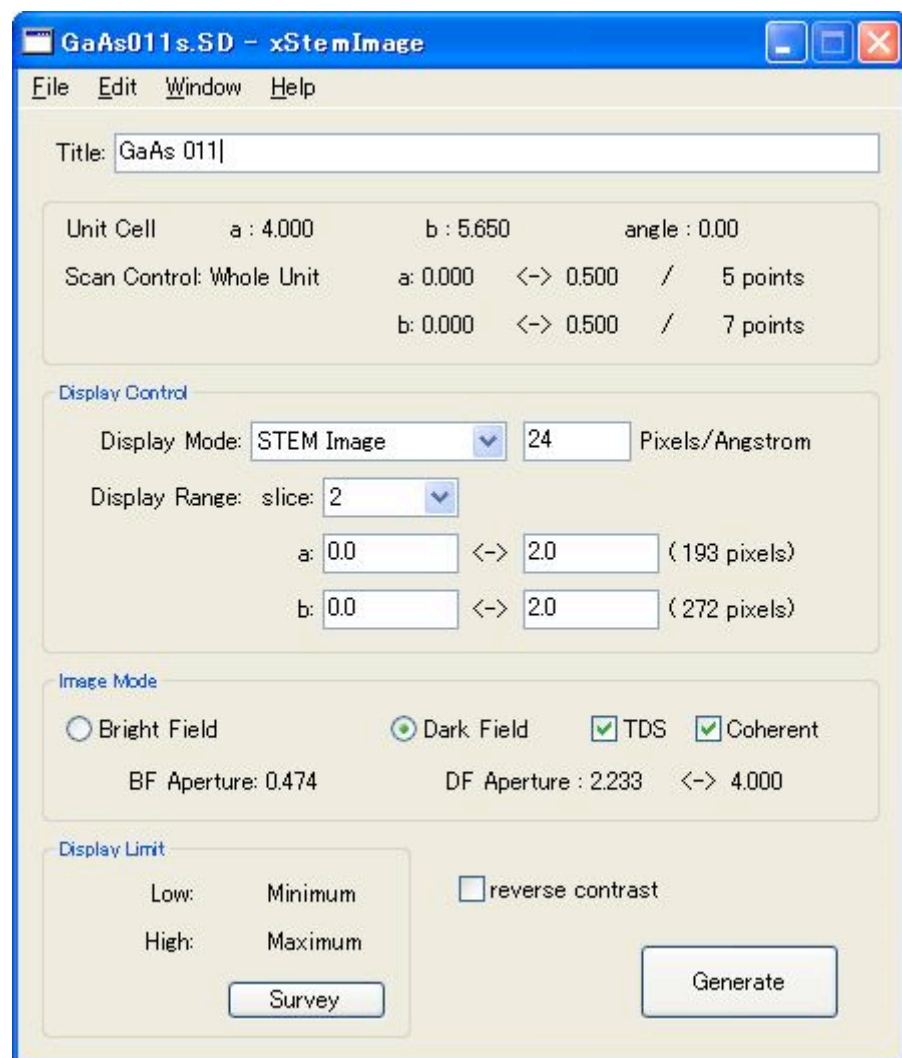 GaAs011s.SD - xStemImage
File Edit Window Help
Title: GaAs 011
Unit Cell a : 4.000 b : 5.650 angle : 0.00
Scan Control: Whole Unit a: 0.000 <-> 0.500 / 5 points
b: 0.000 <-> 0.500 / 7 points
Display Control
Display Mode: STEM Image 24 Pixels/Angstrom
Display Range: slice: 2
a: 0.0 <-> 2.0 ( 193 pixels)
b: 0.0 <-> 2.0 ( 272 pixels)
Image Mode
Bright Field Dark Field TDS Coherent
BF Aperture: 0.474 DF Aperture : 2.233 <-> 4.000
Display Limit
Low: Minimum reverse contrast
High: Maximum
Generate
Survey